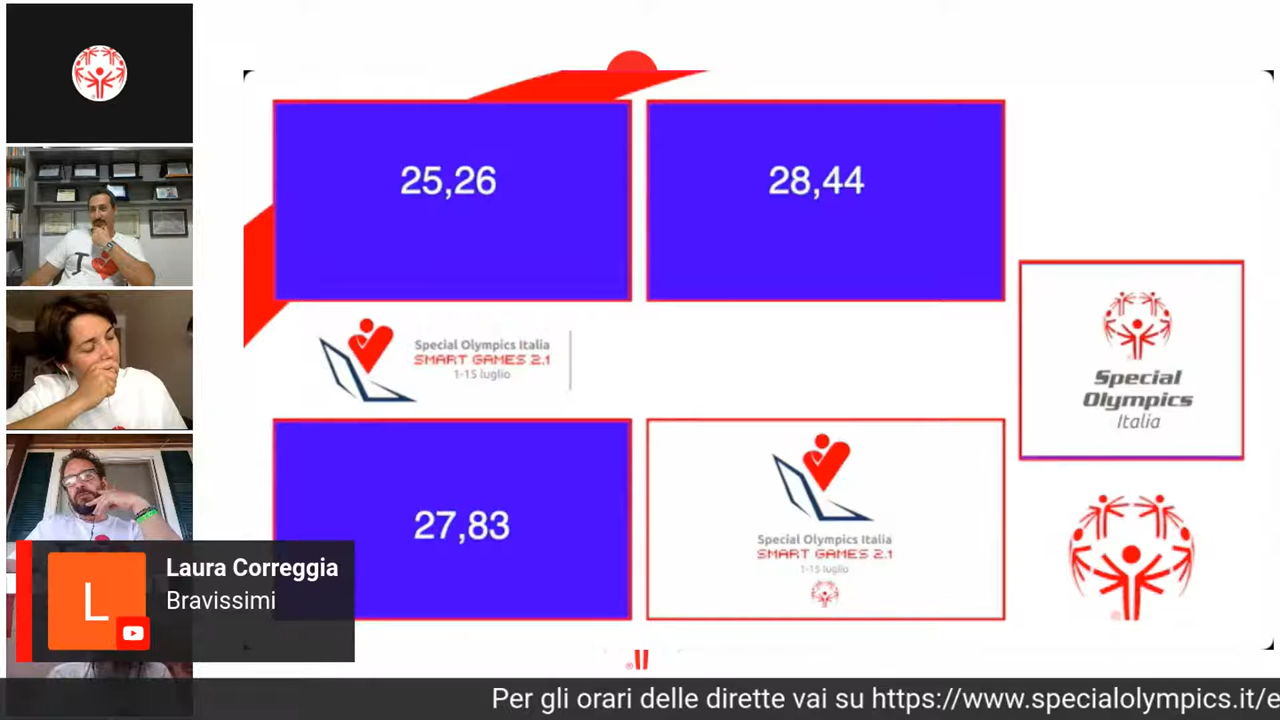 25,26
28,44
Special Olympics Italia
SMART GAMES 2.1
1-15 luglio
Special
Olympics
Italia
27,83
Special Olympics Italia
SMART GAMES 2.1
1-15 luglio
L
Laura Correggia
Bravissimi
Per gli orari delle dirette vai su https://www.specialolympics.it/e